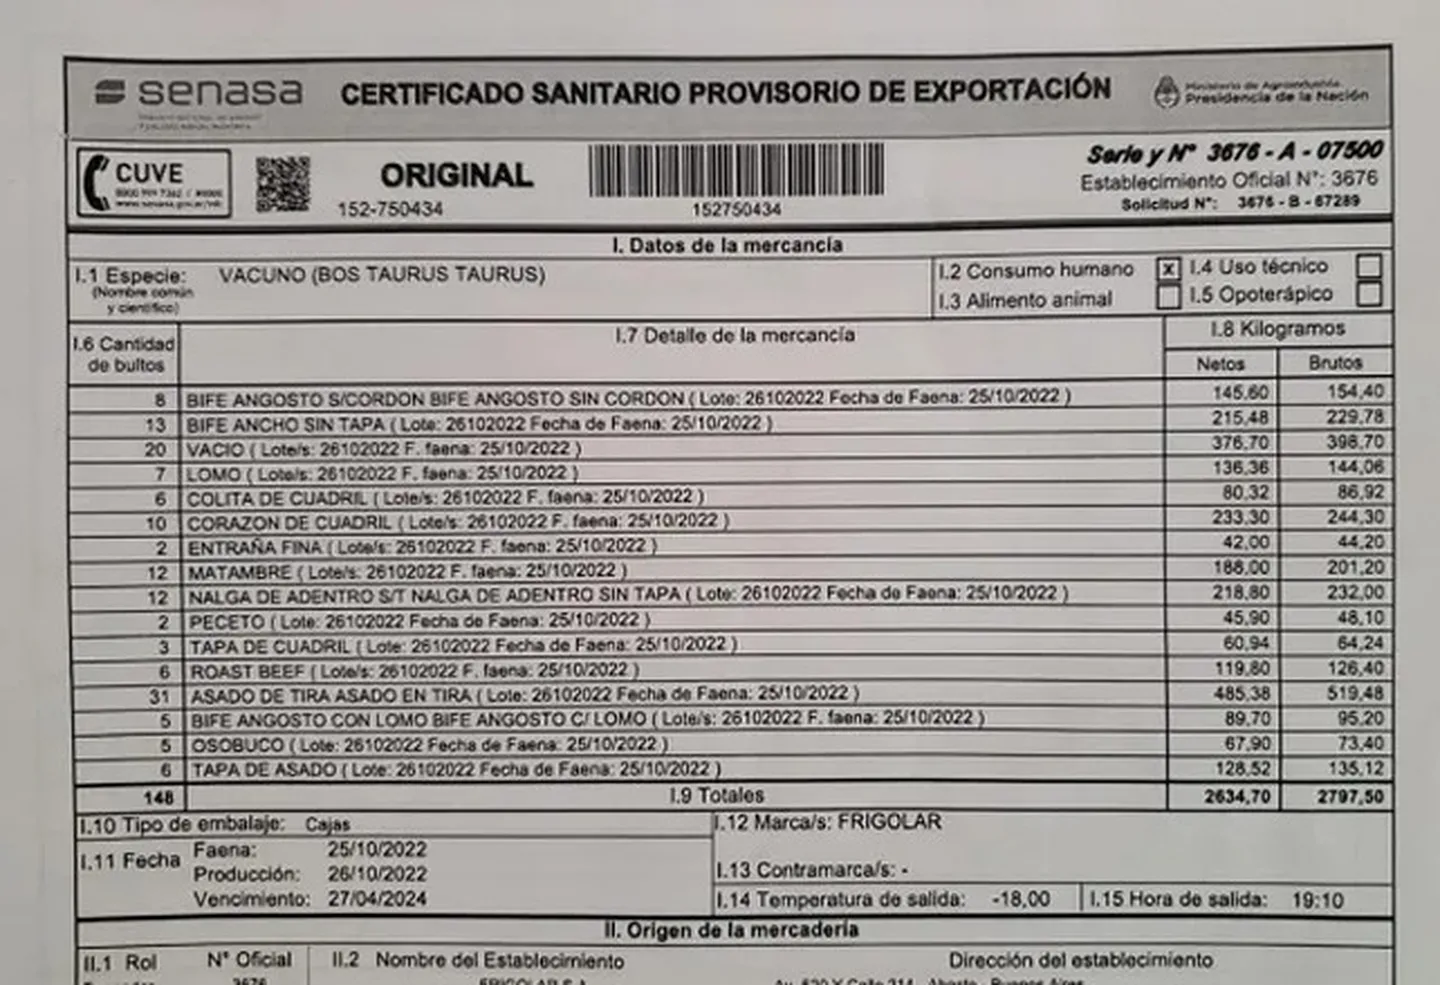 senasa
CERTIFICADO SANITARIO PROVISORIO DE EXPORTACIÓN
Ministerio de Agroindustria
Presidencia de la Nación
CUVE
ORIGINAL
152-750434
152750434
Serie y N° 3676 - A - 07500
Establecimiento Oficial N°: 3676
Solicitud N°: 3676 - B - 67289
I. Datos de la mercancía
I.1 Especie: VACUNO (BOS TAURUS TAURUS)
(Nombre común
y científico)
I.2 Consumo humano x I.4 Uso técnico
I.3 Alimento animal I.5 Opoterápico
I.6 Cantidad de bultos I.7 Detalle de la mercancía I.8 Kilogramos
Netos Brutos
8 BIFE ANGOSTO S/CORDON BIFE ANGOSTO SIN CORDON ( Lote: 26102022 Fecha de Faena: 25/10/2022 ) 145,60 154,40
13 BIFE ANCHO SIN TAPA ( Lote: 26102022 Fecha de Faena: 25/10/2022 ) 215,48 229,78
20 VACIO ( Lote/s: 26102022 F. faena: 25/10/2022 ) 376,70 398,70
7 LOMO ( Lote/s: 26102022 F. faena: 25/10/2022 ) 136,36 144,06
6 COLITA DE CUADRIL ( Lote/s: 26102022 F. faena: 25/10/2022 ) 80,32 86,92
10 CORAZON DE CUADRIL ( Lote/s: 26102022 F. faena: 25/10/2022 ) 233,30 244,30
2 ENTRAÑA FINA ( Lote/s: 26102022 F. faena: 25/10/2022 ) 42,00 44,20
12 MATAMBRE ( Lote/s: 26102022 F. faena: 25/10/2022 ) 188,00 201,20
12 NALGA DE ADENTRO S/T NALGA DE ADENTRO SIN TAPA ( Lote: 26102022 Fecha de Faena: 25/10/2022 ) 218,80 232,00
2 PECETO ( Lote: 26102022 Fecha de Faena: 25/10/2022 ) 45,90 48,10
3 TAPA DE CUADRIL ( Lote: 26102022 Fecha de Faena: 25/10/2022 ) 60,94 64,24
6 ROAST BEEF ( Lote/s: 26102022 F. faena: 25/10/2022 ) 119,80 126,40
31 ASADO DE TIRA ASADO EN TIRA ( Lote: 26102022 Fecha de Faena: 25/10/2022 ) 485,38 519,48
5 BIFE ANGOSTO CON LOMO BIFE ANGOSTO C/ LOMO ( Lote/s: 26102022 F. faena: 25/10/2022 ) 89,70 95,20
5 OSOBUCO ( Lote: 26102022 Fecha de Faena: 25/10/2022 ) 67,90 73,40
6 TAPA DE ASADO ( Lote: 26102022 Fecha de Faena: 25/10/2022 ) 128,52 135,12
148 I.9 Totales 2634,70 2797,50
I.10 Tipo de embalaje: Cajas
I.11 Fecha Faena: 25/10/2022
Producción: 26/10/2022
Vencimiento: 27/04/2024
I.12 Marca/s: FRIGOLAR
I.13 Contramarca/s: -
I.14 Temperatura de salida: -18,00 I.15 Hora de salida: 19:10
II. Origen de la mercadería
II.1 Rol N° Oficial II.2 Nombre del Establecimiento Dirección del establecimiento
3676